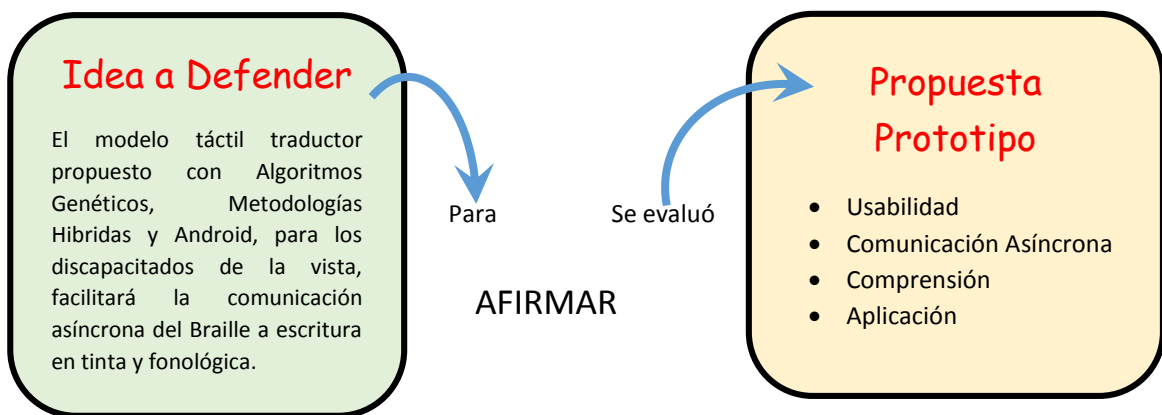 Idea a Defender
El modelo táctil traductor
propuesto con Algoritmos
Genéticos, Metodologías
Hibridas y Android, para los
discapacitados de la vista,
facilitará la comunicación
asíncrona del Braille a escritura
en tinta y fonológica.
Para
Se evaluó
AFIRMAR
Propuesta
Prototipo
• Usabilidad
• Comunicación Asíncrona
• Comprensión
• Aplicación